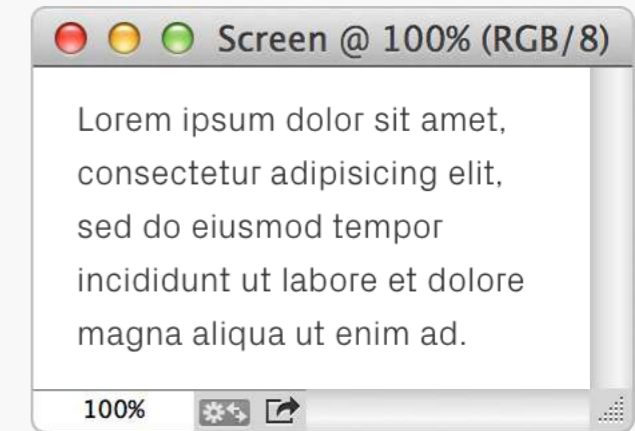 Screen @ 100% (RGB/8)
Lorem ipsum dolor sit amet,
consectetur adipisicing elit,
sed do eiusmod tempor
incididunt ut labore et dolore
magna aliqua ut enim ad.
100%